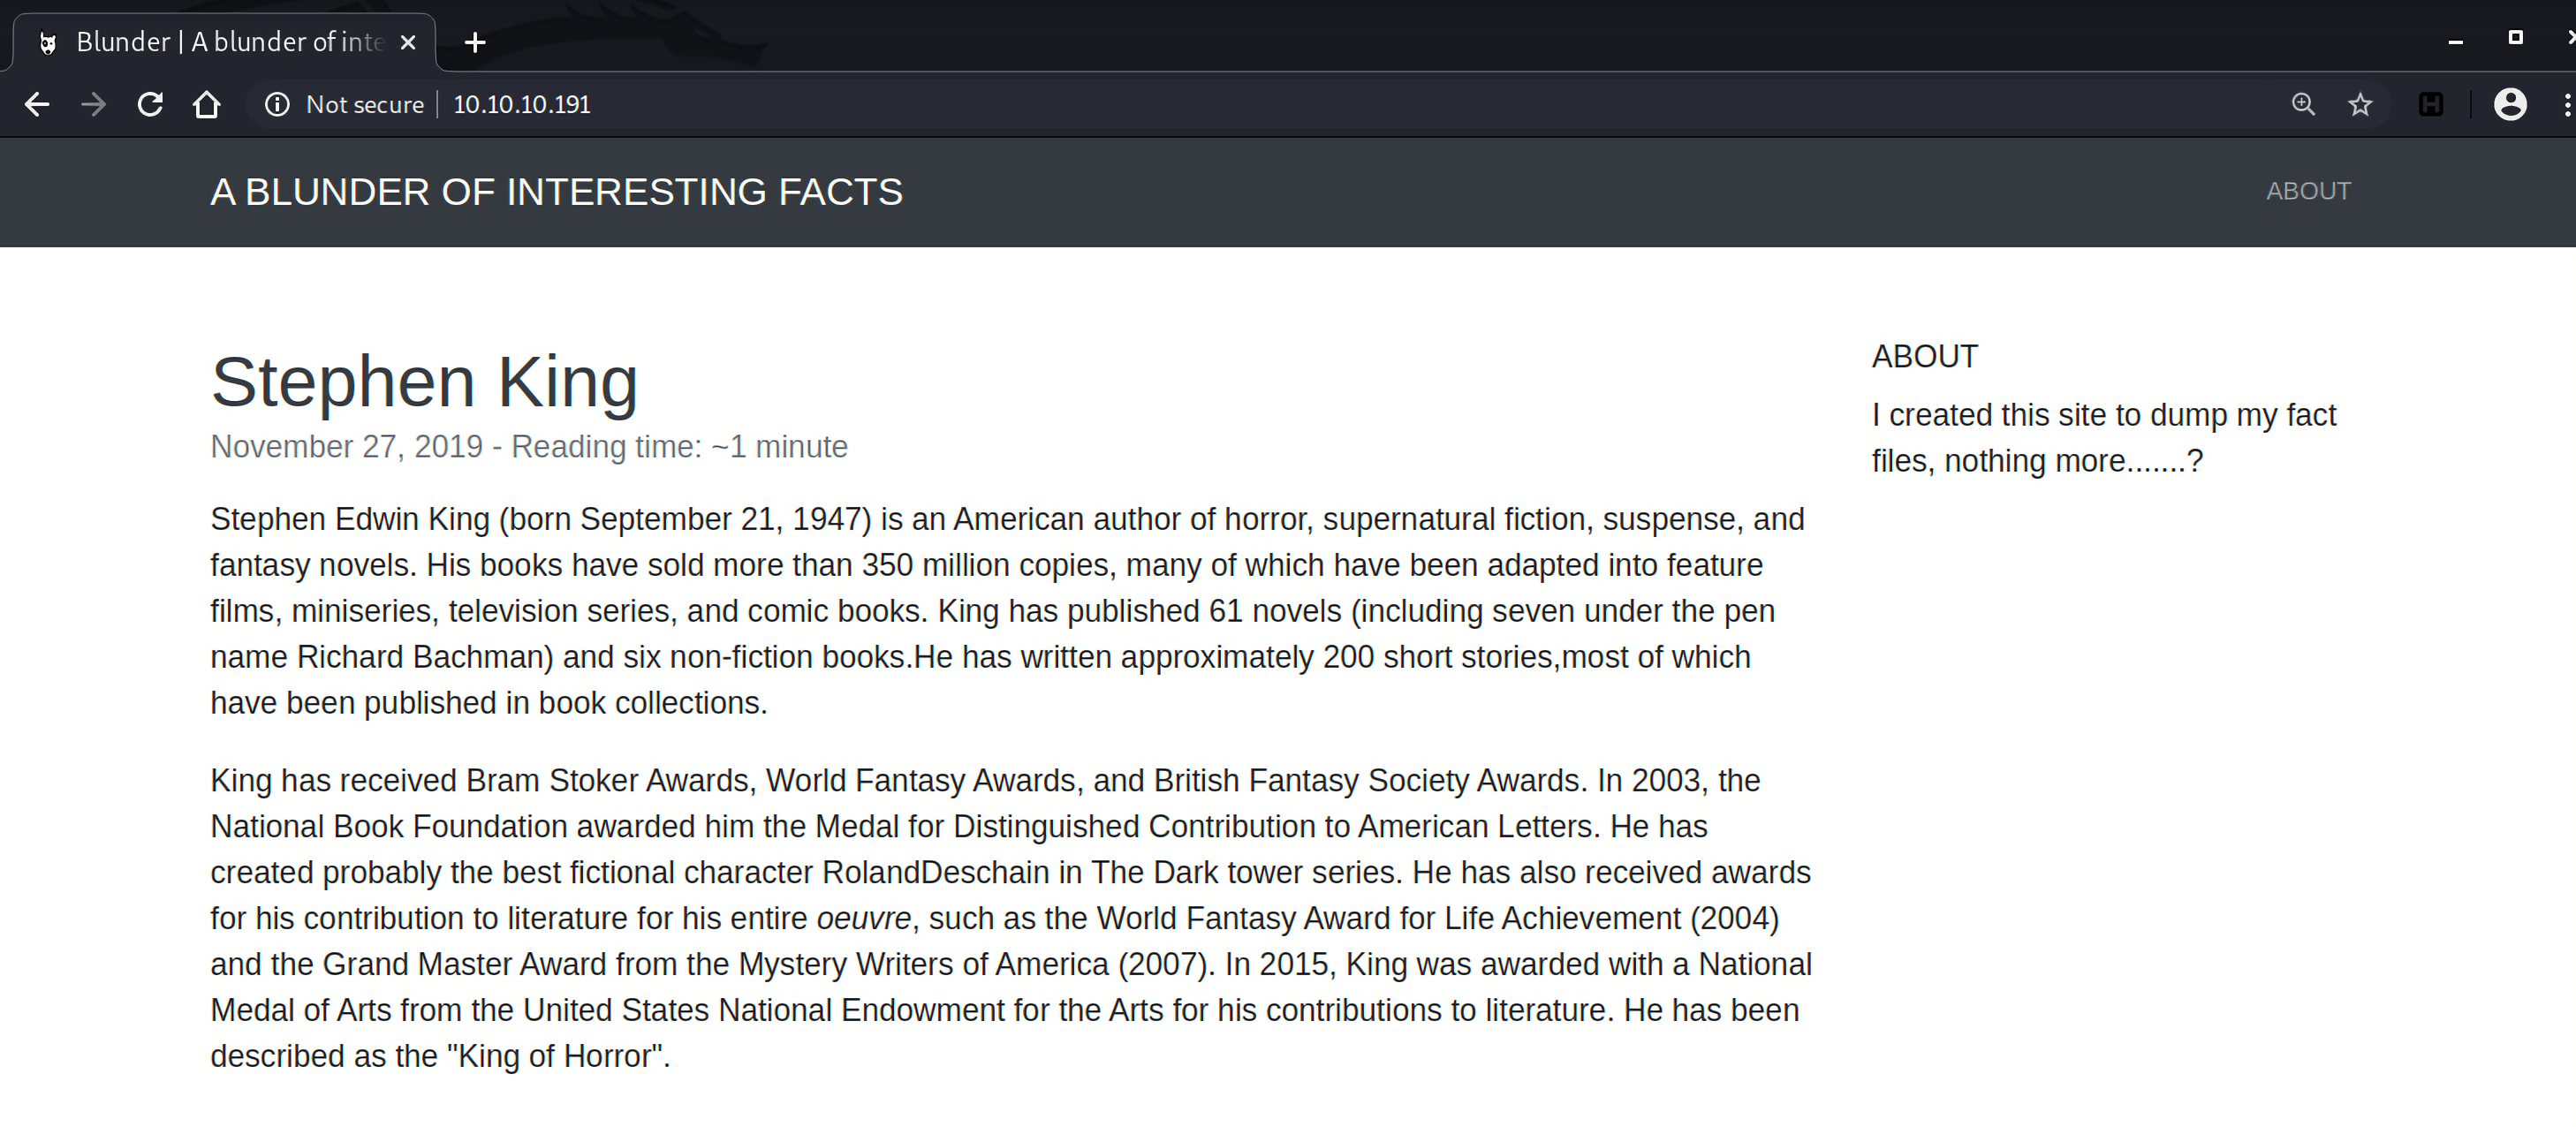 Blunder | A blunder of inte
Not secure
10.10.10.191
A BLUNDER OF INTERESTING FACTS
ABOUT
Stephen King
November 27, 2019 - Reading time: ~1 minute
Stephen Edwin King (born September 21, 1947) is an American author of horror, supernatural fiction, suspense, and
fantasy novels. His books have sold more than 350 million copies, many of which have been adapted into feature
films, miniseries, television series, and comic books. King has published 61 novels (including seven under the pen
name Richard Bachman) and six non-fiction books.He has written approximately 200 short stories,most of which
have been published in book collections.
King has received Bram Stoker Awards, World Fantasy Awards, and British Fantasy Society Awards. In 2003, the
National Book Foundation awarded him the Medal for Distinguished Contribution to American Letters. He has
created probably the best fictional character RolandDeschain in The Dark tower series. He has also received awards
for his contribution to literature for his entire oeuvre, such as the World Fantasy Award for Life Achievement (2004)
and the Grand Master Award from the Mystery Writers of America (2007). In 2015, King was awarded with a National
Medal of Arts from the United States National Endowment for the Arts for his contributions to literature. He has been
described as the "King of Horror".
ABOUT
I created this site to dump my fact
files, nothing more.......?